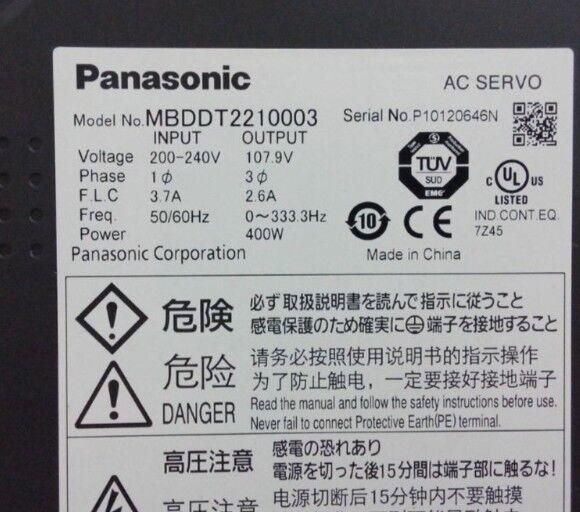 Panasonic AC SERVO
Model No. MBDDT2210003 Serial No. P10120646N
INPUT OUTPUT
Voltage 200-240V 107.9V
Phase 1ϕ 3ϕ
F.L.C 3.7A 2.6A
Freq. 50/60Hz 0~333.3Hz
Power 400W
Panasonic Corporation
TÜV
SUD
EMC
10
CE
c UL US
LISTED
IND.CONT.EQ.
7Z45
Made in China
危険 必ず取扱説明書を読んで指示に従うこと
感電保護のため確実に⏚端子を接地すること
危险 请务必按照使用说明书的指示操作
为了防止触电，一定要接好接地端子
DANGER Read the manual and follow the safety instructions before use.
Never fail to connect Protective Earth(PE) terminal.
高圧注意 感電の恐れあり
電源を切った後15分間は端子部に触るな!
高压注意 电源切断后15分钟内不要触摸